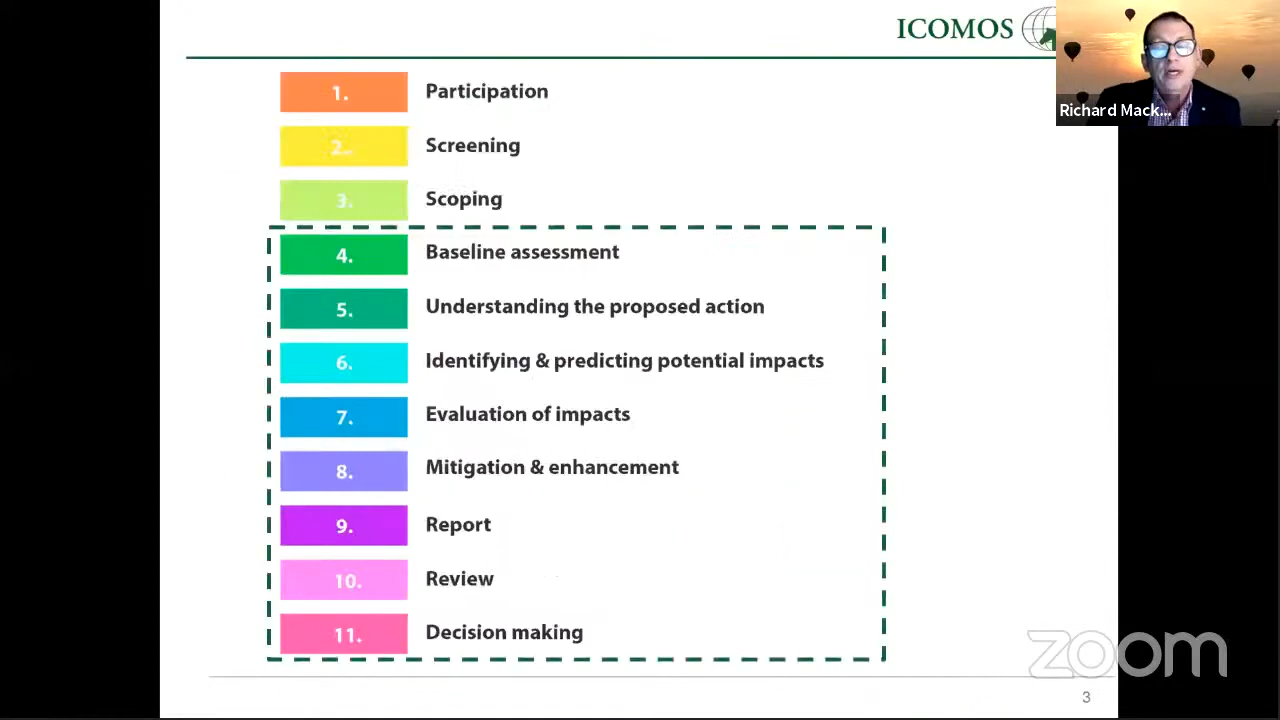 ICOMOS
Richard Mack...
1. Participation
2. Screening
3. Scoping
4. Baseline assessment
5. Understanding the proposed action
6. Identifying & predicting potential impacts
7. Evaluation of impacts
8. Mitigation & enhancement
9. Report
10. Review
11. Decision making
zoom
3